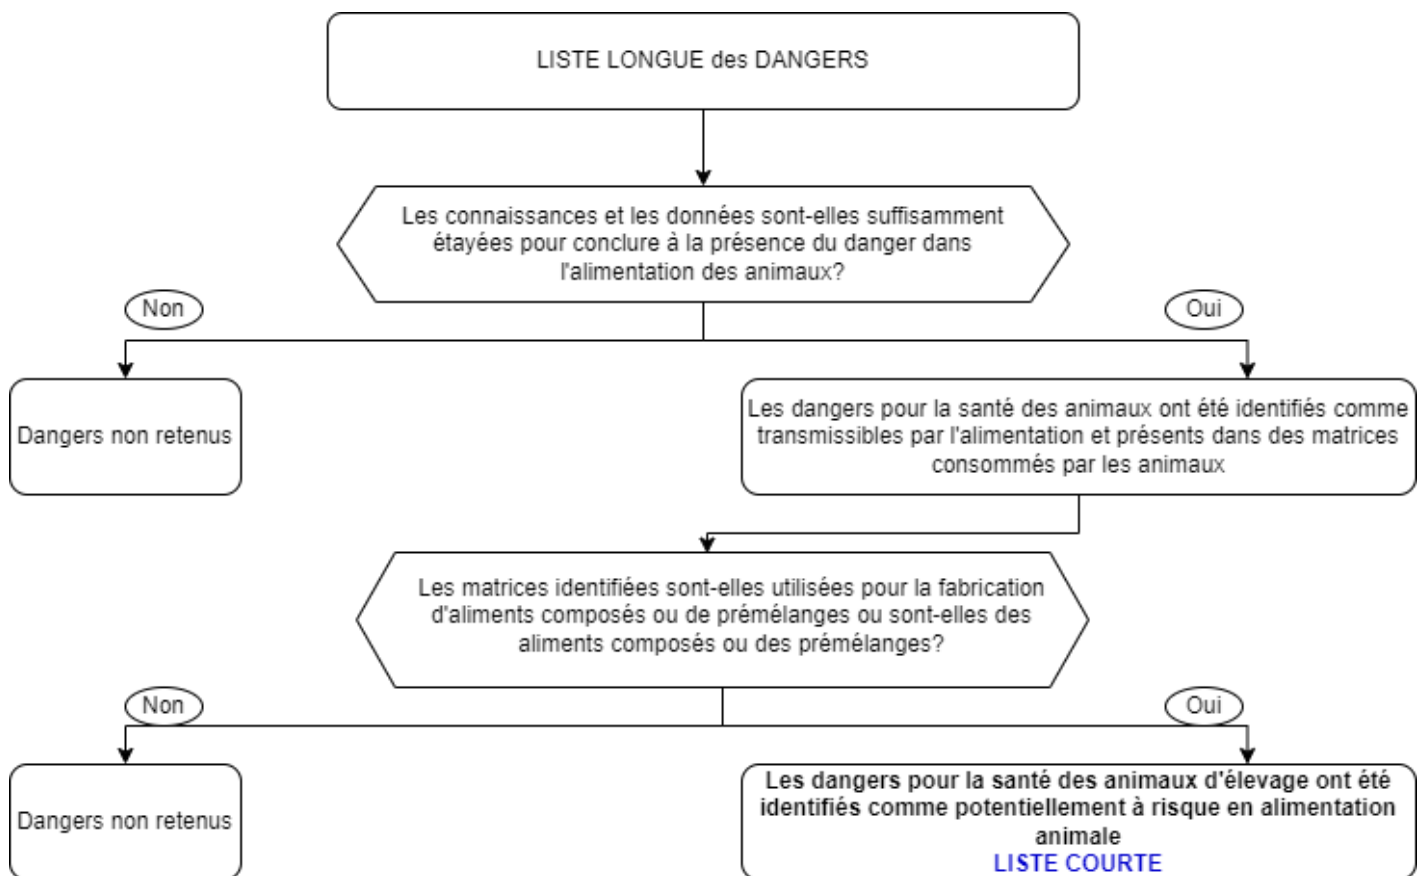 LISTE LONGUE des DANGERS
Les connaissances et les données sont-elles suffisamment
étayées pour conclure à la présence du danger dans
l'alimentation des animaux?
Non
Oui
Dangers non retenus
Les dangers pour la santé des animaux ont été identifiés comme
transmissibles par l'alimentation et présents dans des matrices
consommés par les animaux
Les matrices identifiées sont-elles utilisées pour la fabrication
d'aliments composés ou de prémélanges ou sont-elles des
aliments composés ou des prémélanges?
Non
Oui
Dangers non retenus
Les dangers pour la santé des animaux d'élevage ont été
identifiés comme potentiellement à risque en alimentation
animale
LISTE COURTE